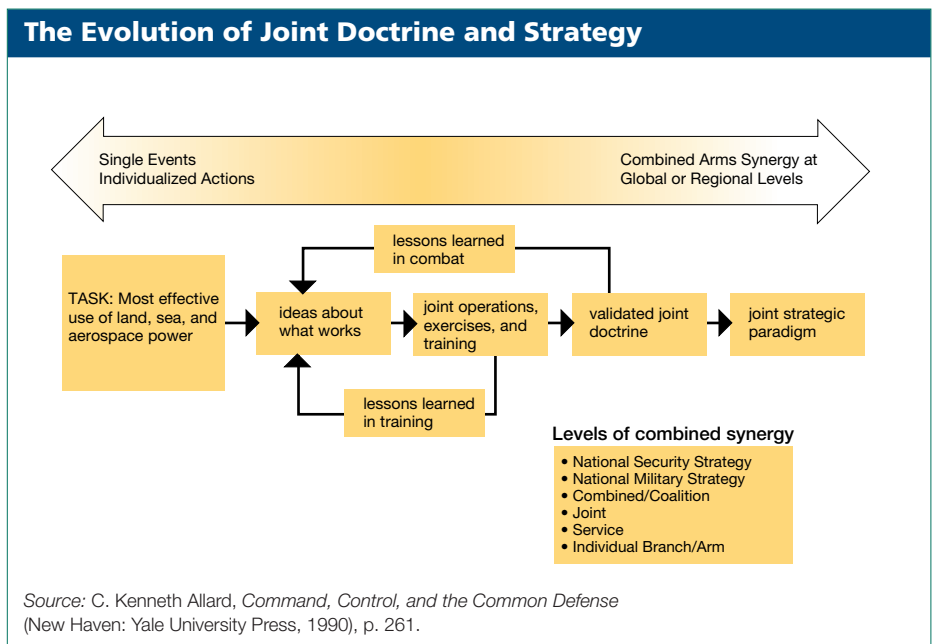 The Evolution of Joint Doctrine and Strategy
Single Events
Individualized Actions
Combined Arms Synergy at
Global or Regional Levels
lessons learned
in combat
TASK: Most effective
use of land, sea, and
aerospace power
ideas about
what works
joint operations,
exercises, and
training
validated joint
doctrine
joint strategic
paradigm
lessons learned
in training
Levels of combined synergy
• National Security Strategy
• National Military Strategy
• Combined/Coalition
• Joint
• Service
• Individual Branch/Arm
Source: C. Kenneth Allard, Command, Control, and the Common Defense
(New Haven: Yale University Press, 1990), p. 261.